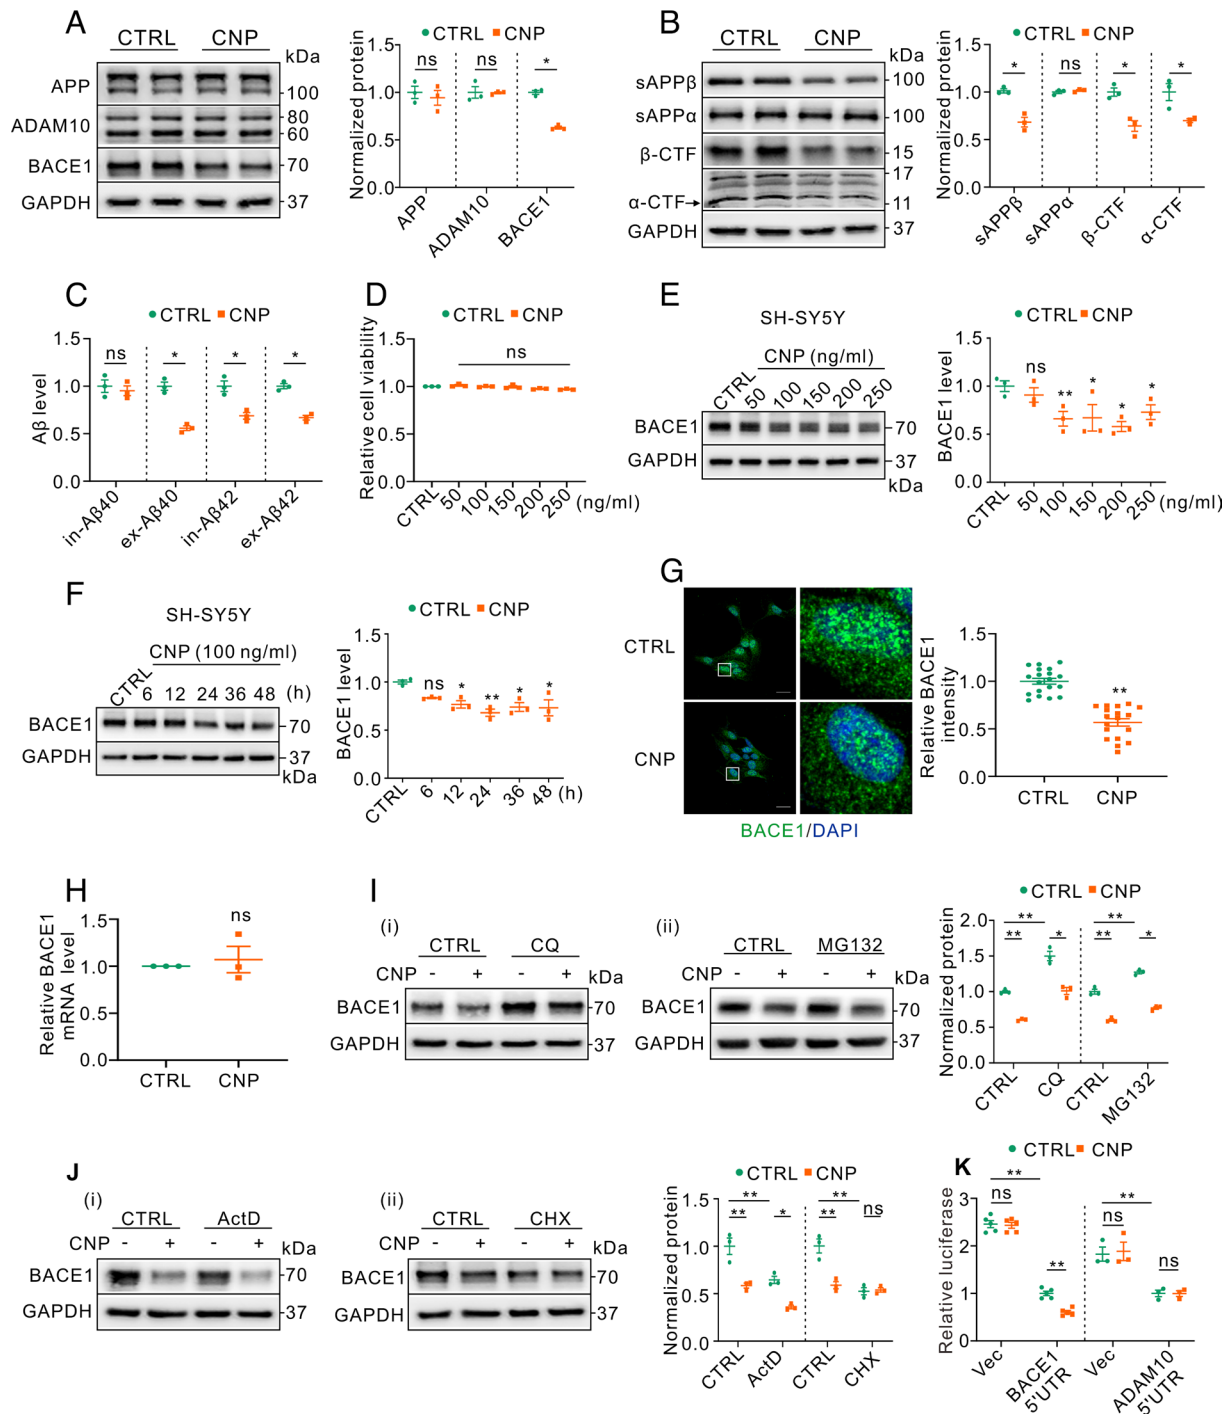 A
CTRL CNP
kDa
APP
100
ADAM10
80
60
BACE1
70
GAPDH
37
CTRL CNP
Normalized protein
1.5
1.0
0.5
0.0
ns ns *
APP ADAM10 BACE1
B
CTRL CNP
kDa
sAPPβ
100
sAPPα
100
β-CTF
15
17
α-CTF
11
GAPDH
37
CTRL CNP
Normalized protein
1.5
1.0
0.5
0.0
* ns * *
sAPPβ sAPPα β-CTF α-CTF
C
CTRL CNP
Aβ level
1.5
1.0
0.5
0.0
ns * * *
in-Aβ40 ex-Aβ40 in-Aβ42 ex-Aβ42
D
CTRL CNP
Relative cell viability
1.5
1.0
0.5
0.0
ns
CTRL 50 100 150 200 250 (ng/ml)
E
SH-SY5Y
CNP (ng/ml)
CTRL 50 100 150 200 250
BACE1 70
GAPDH 37
kDa
CTRL CNP
BACE1 level
1.5
1.0
0.5
0.0
ns ** * * *
CTRL 50 100 150 200 250 (ng/ml)
F
SH-SY5Y
CNP (100 ng/ml)
CTRL 6 12 24 36 48 (h)
BACE1 70
GAPDH 37
kDa
CTRL CNP
BACE1 level
1.5
1.0
0.5
0.0
ns * ** * *
CTRL 6 12 24 36 48 (h)
G
CTRL
CNP
BACE1/DAPI
Relative BACE1
intensity
1.5
1.0
0.5
0.0
**
CTRL CNP
H
Relative BACE1
mRNA level
1.5
1.0
0.5
0.0
ns
CTRL CNP
I
(i)
CTRL CQ
CNP - + - + kDa
BACE1 70
GAPDH 37
(ii)
CTRL MG132
CNP - + - + kDa
BACE1 70
GAPDH 37
CTRL CNP
Normalized protein
2.0
1.5
1.0
0.5
0.0
** **
** * ** *
CTRL CQ CTRL MG132
J
(i)
CTRL ActD
CNP - + - + kDa
BACE1 70
GAPDH 37
(ii)
CTRL CHX
CNP - + - + kDa
BACE1 70
GAPDH 37
CTRL CNP
Normalized protein
1.5
1.0
0.5
0.0
** **
** * ** ns
CTRL ActD CTRL CHX
K
CTRL CNP
Relative luciferase
3
2
1
0
** **
ns ** ns ns
Vec BACE1 5'UTR Vec ADAM10 5'UTR